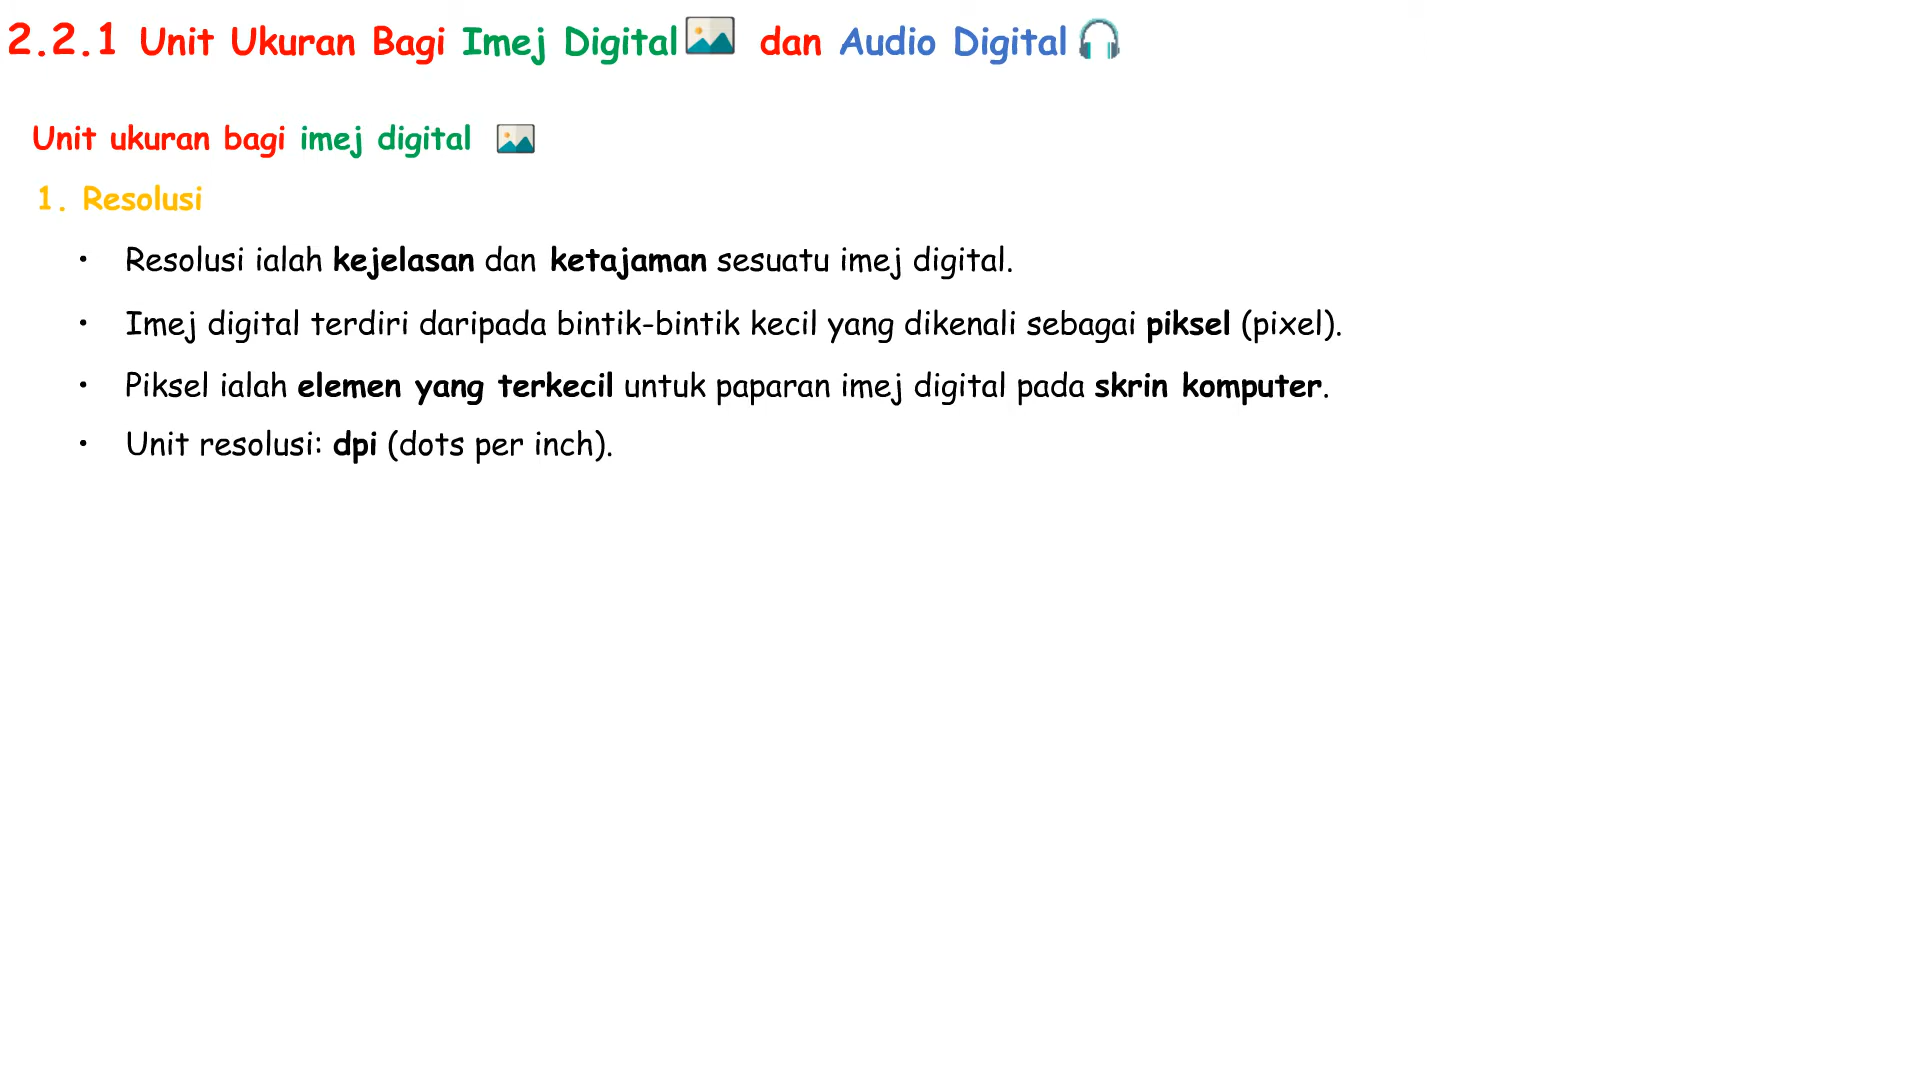 2.2.1 Unit Ukuran Bagi Imej Digital dan Audio Digital
Unit ukuran bagi imej digital
1. Resolusi
• Resolusi ialah kejelasan dan ketajaman sesuatu imej digital.
• Imej digital terdiri daripada bintik-bintik kecil yang dikenali sebagai piksel (pixel).
• Piksel ialah elemen yang terkecil untuk paparan imej digital pada skrin komputer.
• Unit resolusi: dpi (dots per inch).